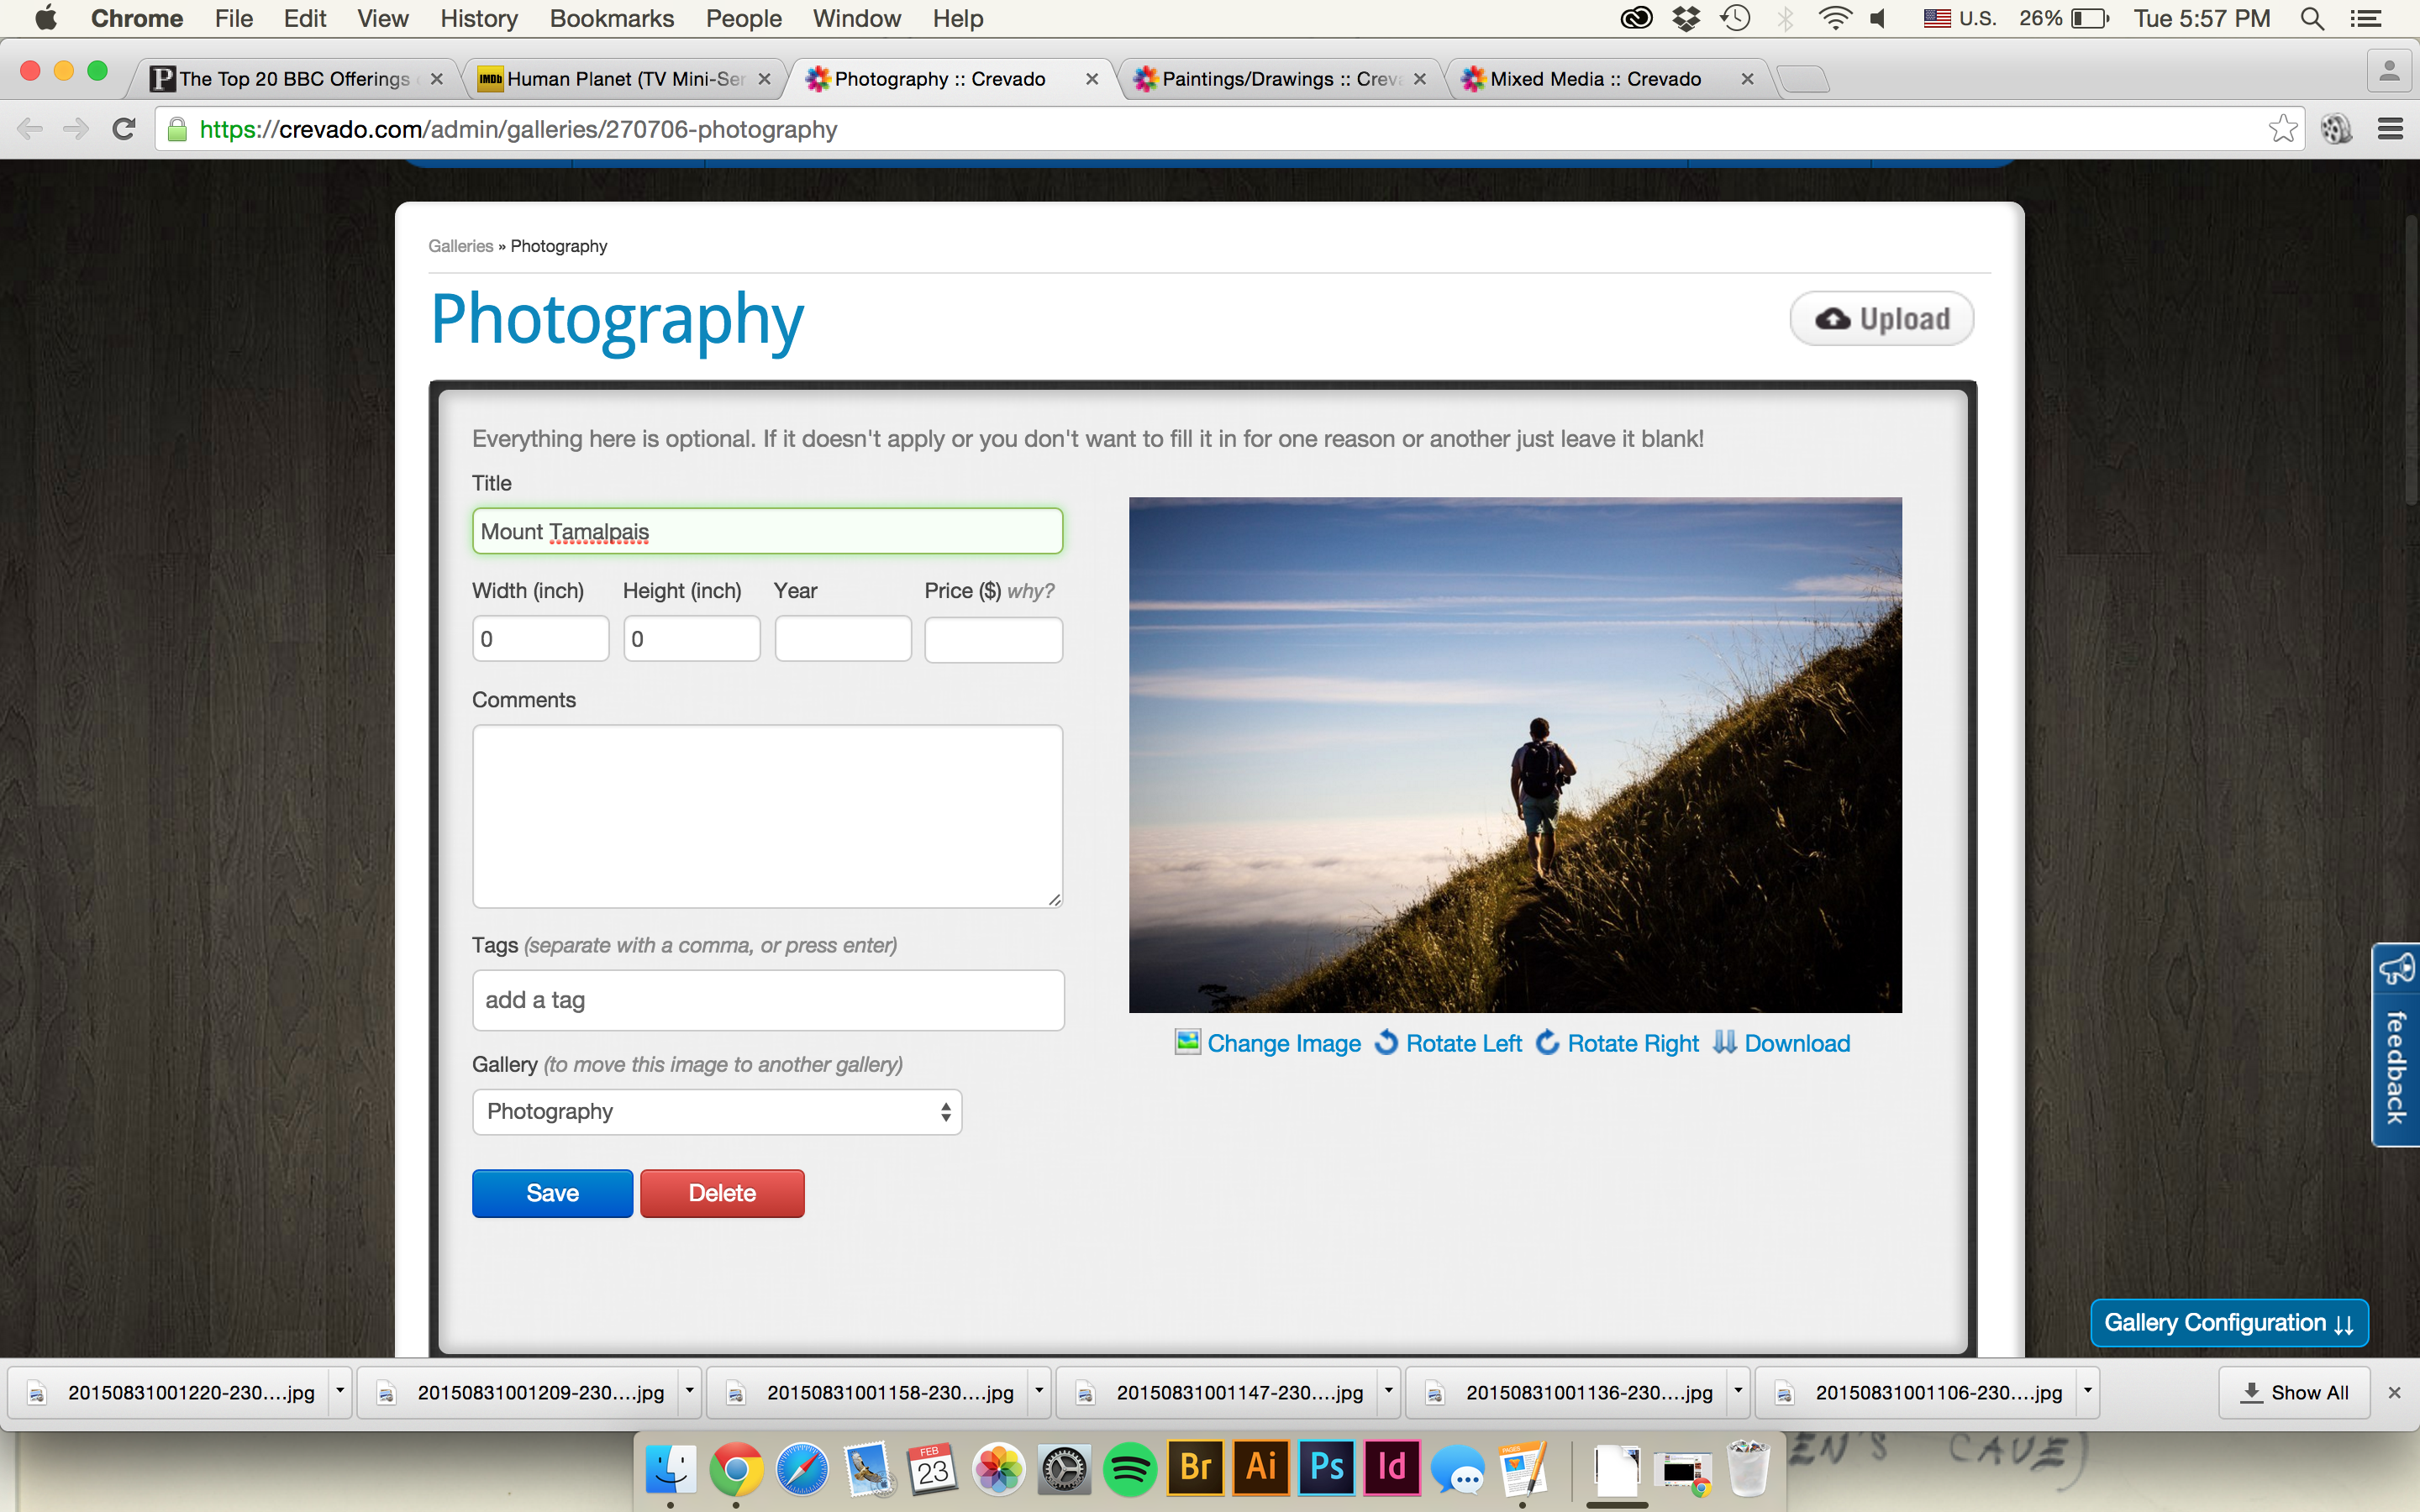 Chrome File Edit View History Bookmarks People Window Help U.S. 26% Tue 5:57 PM
The Top 20 BBC Offerings
IMDb Human Planet (TV Mini-Ser
Photography :: Crevado
Paintings/Drawings :: Creva
Mixed Media :: Crevado
https://crevado.com/admin/galleries/270706-photography
Galleries » Photography
Photography
Upload
Everything here is optional. If it doesn't apply or you don't want to fill it in for one reason or another just leave it blank!
Title
Mount Tamalpais
Width (inch) Height (inch) Year Price ($) why?
0 0
Comments
Tags (separate with a comma, or press enter)
add a tag
Change Image Rotate Left Rotate Right Download
Gallery (to move this image to another gallery)
Photography
Save Delete
feedback
Gallery Configuration ↓↓
20150831001220-230....jpg 20150831001209-230....jpg 20150831001158-230....jpg 20150831001147-230....jpg 20150831001136-230....jpg 20150831001106-230....jpg Show All
FEB
23
Br Ai Ps Id
PAGES
EN'S CAVE)